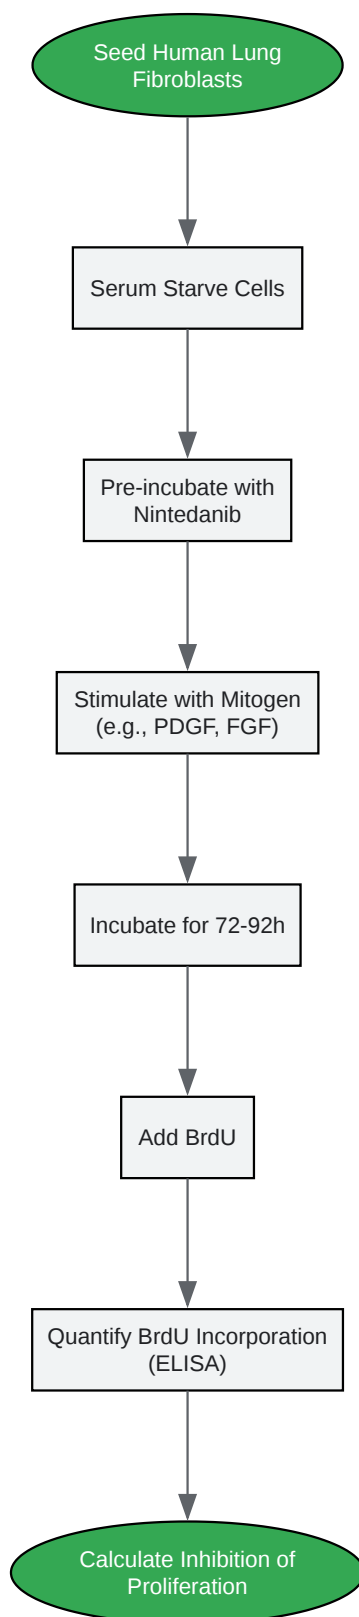 Seed Human Lung
Fibroblasts
Serum Starve Cells
Pre-incubate with
Nintedanib
Stimulate with Mitogen
(e.g., PDGF, FGF)
Incubate for 72-92h
Add BrdU
Quantify BrdU Incorporation
(ELISA)
Calculate Inhibition of
Proliferation